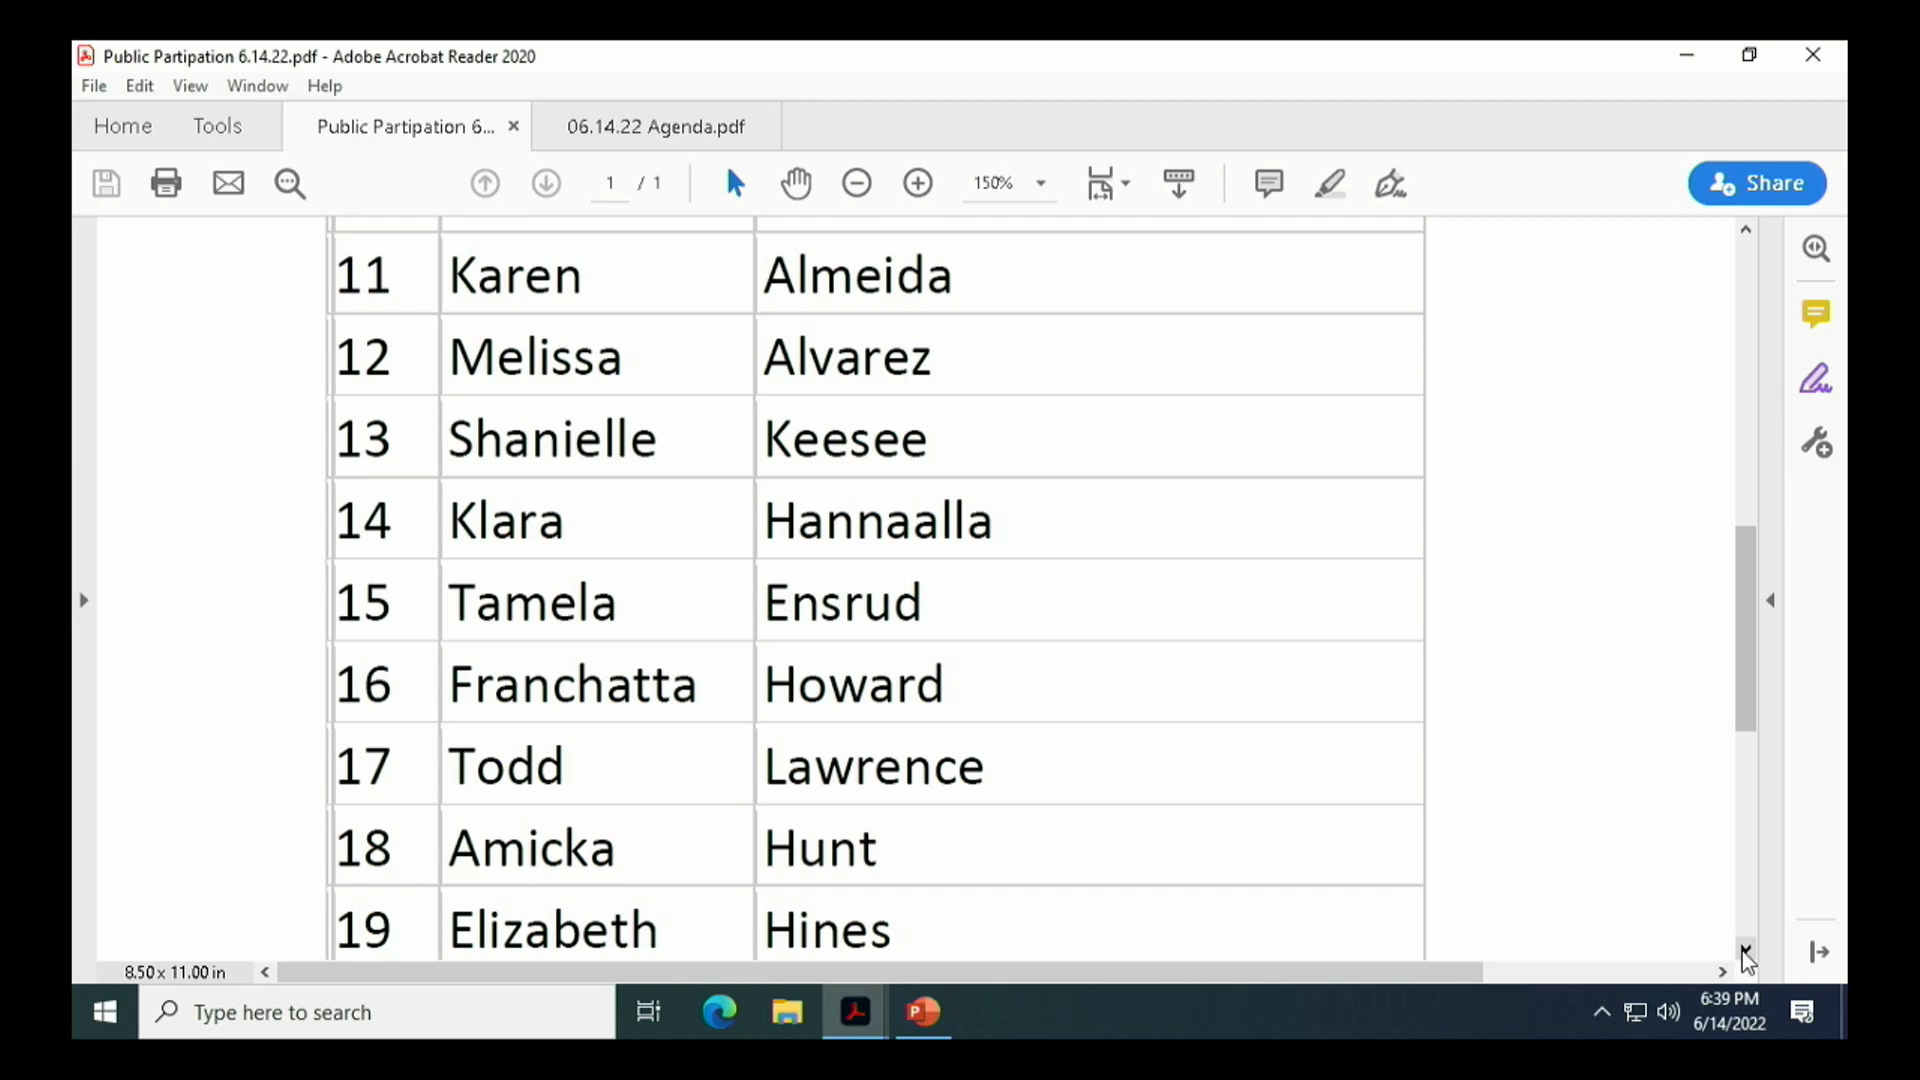 Public Partipation 6.14.22.pdf - Adobe Acrobat Reader 2020
File Edit View Window Help
Home Tools Public Partipation 6... × 06.14.22 Agenda.pdf
1 / 1 150% Share
11 Karen Almeida
12 Melissa Alvarez
13 Shanielle Keesee
14 Klara Hannaalla
15 Tamela Ensrud
16 Franchatta Howard
17 Todd Lawrence
18 Amicka Hunt
19 Elizabeth Hines
8.50 x 11.00 in
Type here to search
6:39 PM
6/14/2022